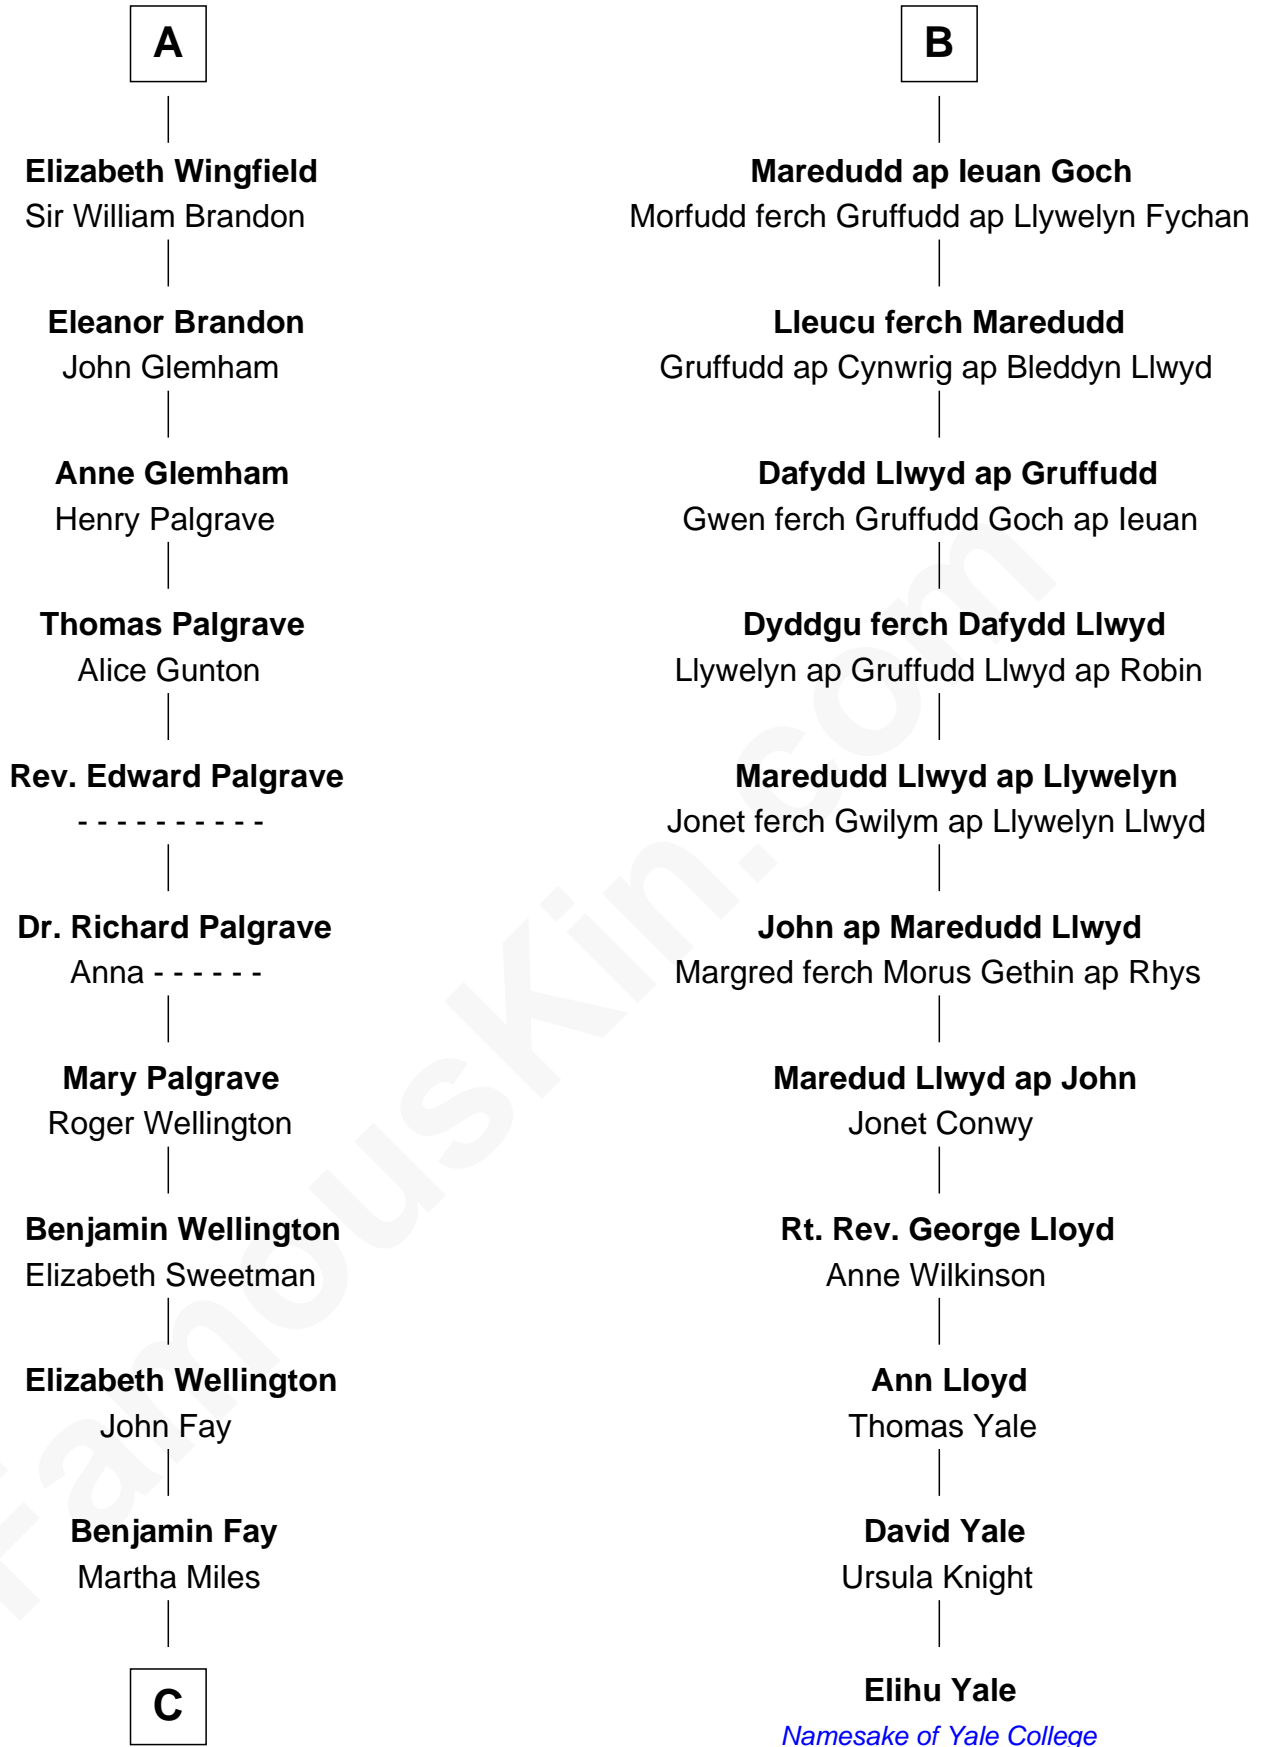 A
Elizabeth Wingfield
Sir William Brandon
Eleanor Brandon
John Glemham
Anne Glemham
Henry Palgrave
Thomas Palgrave
Alice Gunton
Rev. Edward Palgrave
- - - - - - - - - -
Dr. Richard Palgrave
Anna - - - - - -
Mary Palgrave
Roger Wellington
Benjamin Wellington
Elizabeth Sweetman
Elizabeth Wellington
John Fay
Benjamin Fay
Martha Miles
C
B
Maredudd ap Ieuan Goch
Morfudd ferch Gruffudd ap Llywelyn Fychan
Lleucu ferch Maredudd
Gruffudd ap Cynwrig ap Bleddyn Llwyd
Dafydd Llwyd ap Gruffudd
Gwen ferch Gruffudd Goch ap Ieuan
Dyddgu ferch Dafydd Llwyd
Llywelyn ap Gruffudd Llwyd ap Robin
Maredudd Llwyd ap Llywelyn
Jonet ferch Gwilym ap Llywelyn Llwyd
John ap Maredudd Llwyd
Margred ferch Morus Gethin ap Rhys
Maredud Llwyd ap John
Jonet Conwy
Rt. Rev. George Lloyd
Anne Wilkinson
Ann Lloyd
Thomas Yale
David Yale
Ursula Knight
Elihu Yale
Namesake of Yale College
FamousKin.com